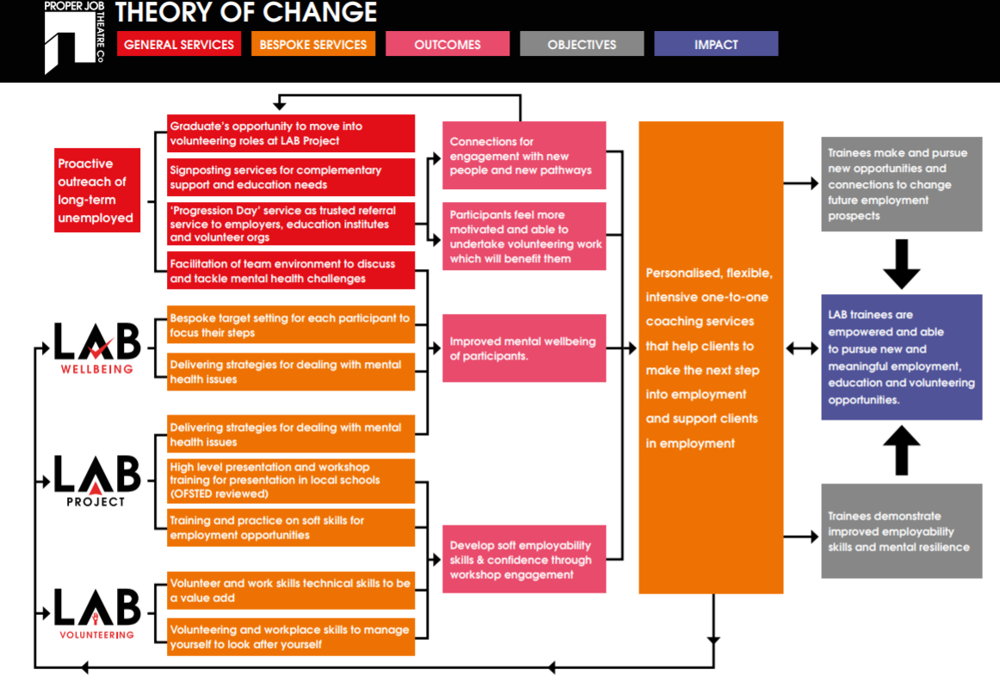 PROPER JOB
THEATRE Co
THEORY OF CHANGE
GENERAL SERVICES
BESPOKE SERVICES
OUTCOMES
OBJECTIVES
IMPACT
Proactive
outreach of
long-term
unemployed
Graduate's opportunity to move into
volunteering roles at LAB Project
Signposting services for complementary
support and education needs
'Progression Day' service as trusted referral
service to employers, education institutes
and volunteer orgs
Facilitation of team environment to discuss
and tackle mental health challenges
LAB
WELLBEING
Bespoke target setting for each participant to
focus their steps
Delivering strategies for dealing with mental
health issues
LAB
PROJECT
Delivering strategies for dealing with mental
health issues
High level presentation and workshop
training for presentation in local schools
(OFSTED reviewed)
Training and practice on soft skills for
employment opportunities
LAB
VOLUNTEERING
Volunteer and work skills technical skills to be
a value add
Volunteering and workplace skills to manage
yourself to look after yourself
Connections for
engagement with new
people and new pathways
Participants feel more
motivated and able to
undertake volunteering work
which will benefit them
Improved mental wellbeing
of participants.
Develop soft employability
skills & confidence through
workshop engagement
Personalised, flexible,
intensive one-to-one
coaching services
that help clients to
make the next step
into employment
and support clients
in employment
Trainees make and pursue
new opportunities and
connections to change
future employment
prospects
LAB trainees are
empowered and able
to pursue new and
meaningful employment,
education and volunteering
opportunities.
Trainees demonstrate
improved employability
skills and mental resilience